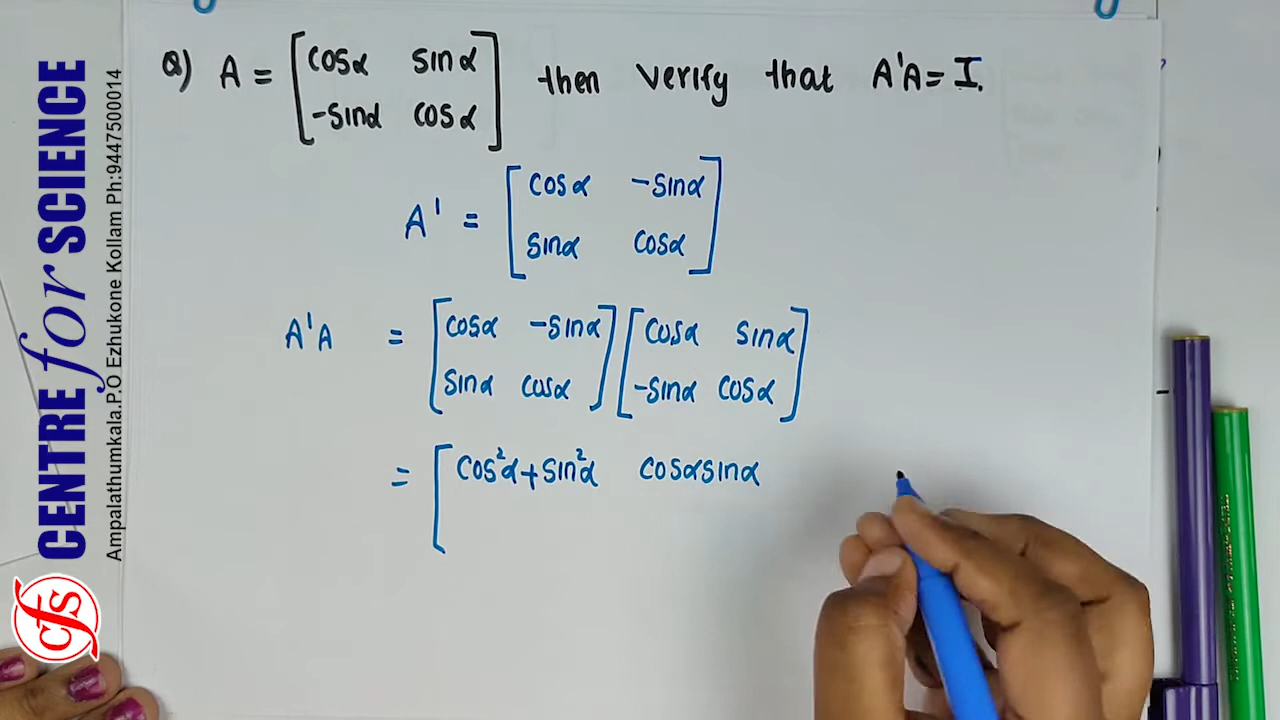 Q) A = [cosα sinα
-sinα cosα] then verify that A'A = I.
A' = [cosα -sinα
sinα cosα]
A'A = [cosα -sinα
sinα cosα] [cosα sinα
-sinα cosα]
= [cos²α+sin²α cosαsinα
CENTRE for SCIENCE
Ampalathumkala.P.O Ezhukone Kollam Ph:9447500014
cfs